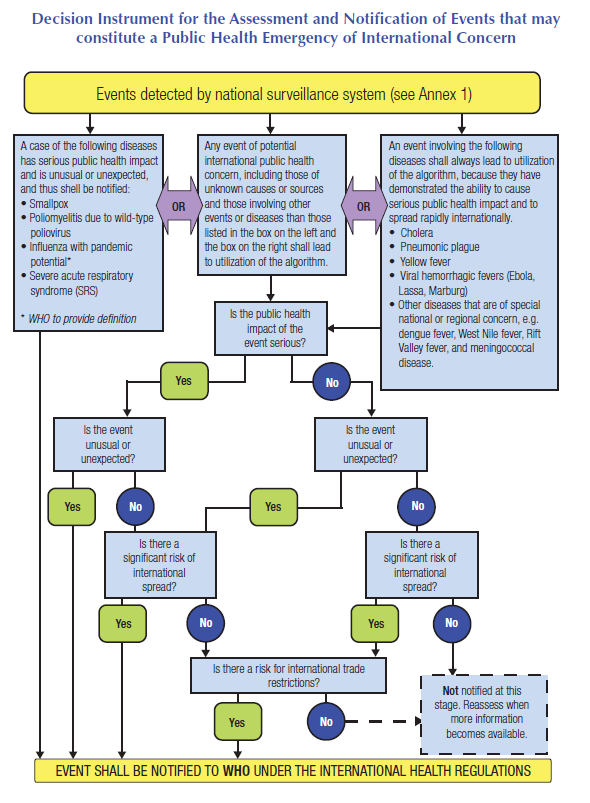 Decision Instrument for the Assessment and Notification of Events that may
constitute a Public Health Emergency of International Concern
Events detected by national surveillance system (see Annex 1)
A case of the following diseases
has serious public health impact
and is unusual or unexpected,
and thus shall be notified:
• Smallpox
• Poliomyelitis due to wild-type
poliovirus
• Influenza with pandemic
potential*
• Severe acute respiratory
syndrome (SRS)
* WHO to provide definition
OR
Any event of potential
international public health
concern, including those of
unknown causes or sources
and those involving other
events or diseases than those
listed in the box on the left and
the box on the right shall lead
to utilization of the algorithm.
OR
An event involving the following
diseases shall always lead to utilization
of the algorithm, because they have
demonstrated the ability to cause
serious public health impact and to
spread rapidly internationally.
• Cholera
• Pneumonic plague
• Yellow fever
• Viral hemorrhagic fevers (Ebola,
Lassa, Marburg)
• Other diseases that are of special
national or regional concern, e.g.
dengue fever, West Nile fever, Rift
Valley fever, and meningococcal
disease.
Is the public health
impact of the
event serious?
Yes
No
Is the event
unusual or
unexpected?
Is the event
unusual or
unexpected?
Yes
No
Yes
No
Is there a
significant risk of
international
spread?
Is there a
significant risk of
international
spread?
Yes
No
Yes
No
Is there a risk for international trade
restrictions?
Yes
No
Not notified at this
stage. Reassess when
more information
becomes available.
EVENT SHALL BE NOTIFIED TO WHO UNDER THE INTERNATIONAL HEALTH REGULATIONS